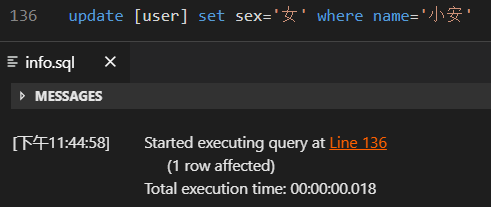 136 update [user] set sex='女' where name='小安'
info.sql
MESSAGES
[下午11:44:58] Started executing query at Line 136
(1 row affected)
Total execution time: 00:00:00.018